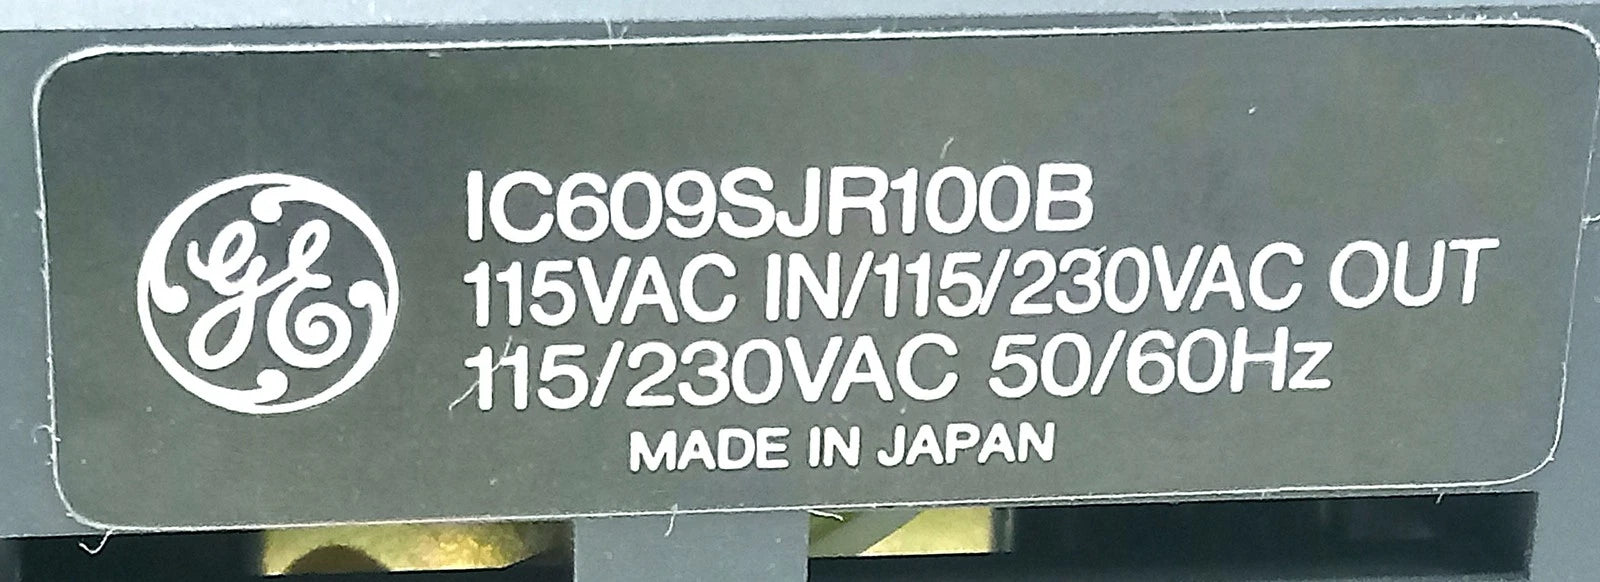 GE
IC609SJR100B
115VAC IN/115/230VAC OUT
115/230VAC 50/60Hz
MADE IN JAPAN